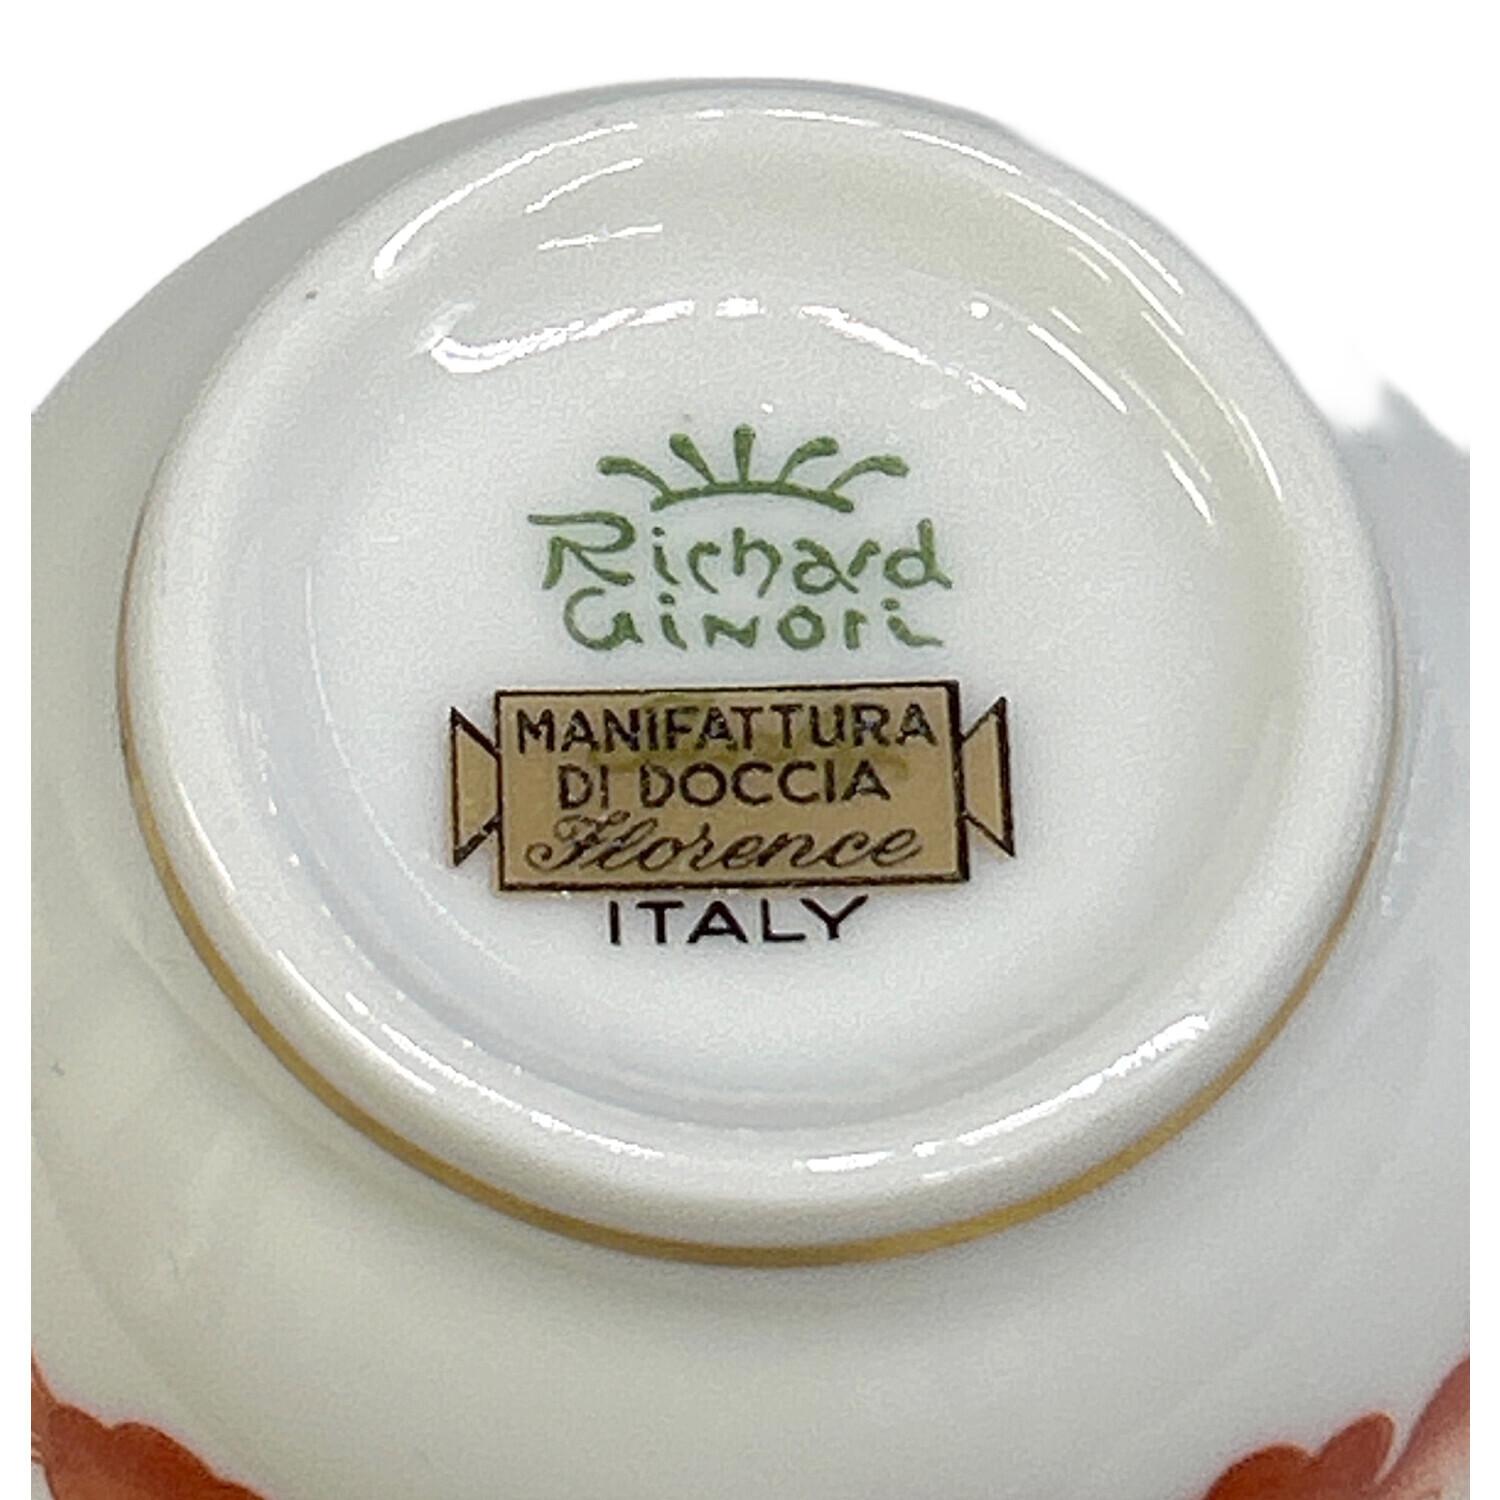 Richard
Ginori
MANIFATTURA
DI DOCCIA
Florence
ITALY